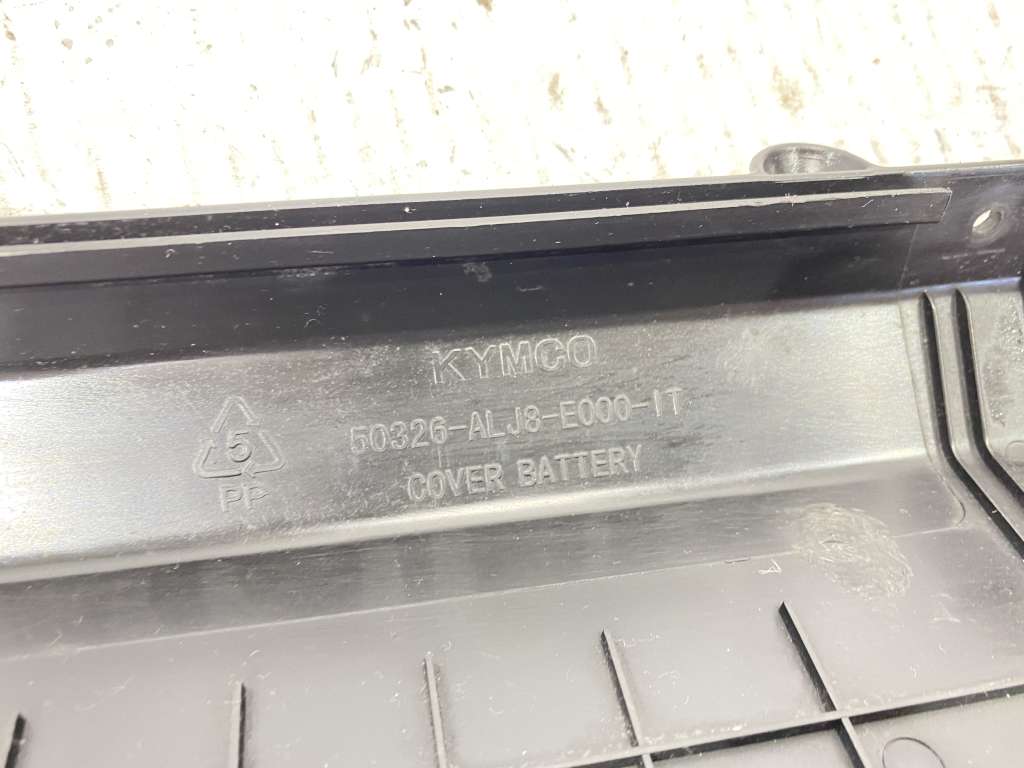 KYMCO
50326-ALJ8-E000-IT
COVER BATTERY
5
PP